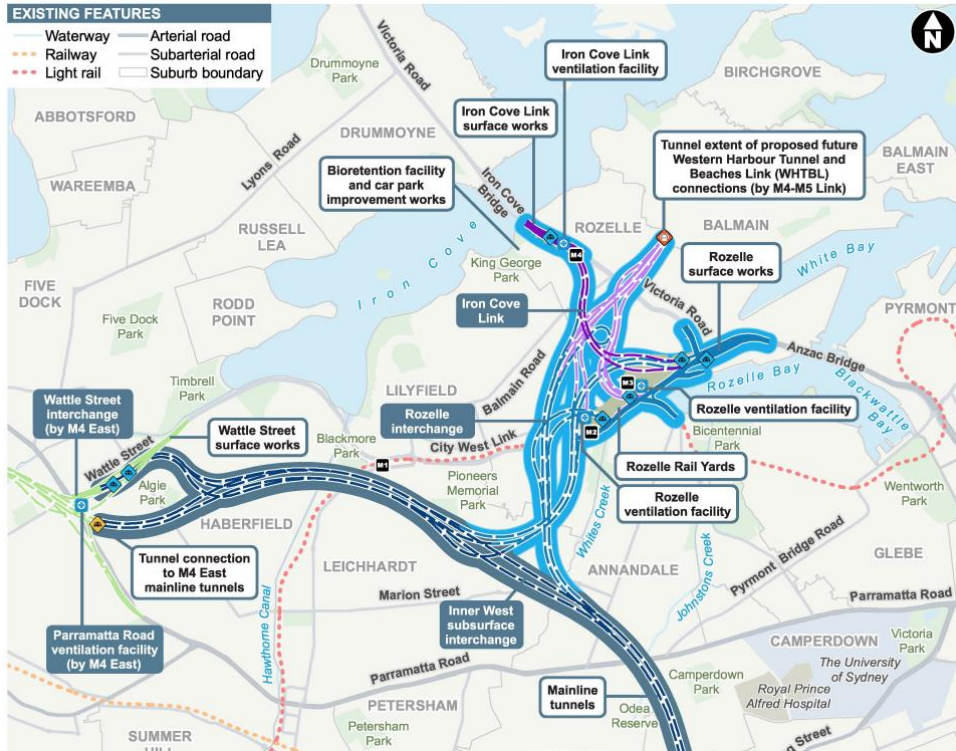 EXISTING FEATURES
Waterway
Railway
Light rail
Arterial road
Subarterial road
Suburb boundary
N
Drummoyne
Park
Victoria Road
Iron Cove Link
ventilation facility
BIRCHGROVE
ABBOTSFORD
DRUMMOYNE
Iron Cove Link
surface works
Tunnel extent of proposed future
Western Harbour Tunnel and
Beaches Link (WHTBL)
connections (by M4-M5 Link)
BALMAIN
EAST
Lyons Road
WAREEMBA
Bioretention facility
and car park
improvement works
Iron Cove
Bridge
RUSSELL
LEA
ROZELLE
BALMAIN
Rozelle
surface works
White Bay
Iron Cove
King George
Park
M4
FIVE
DOCK
RODD
POINT
Five Dock
Park
Iron Cove
Link
Victoria Road
PYRMONT
Anzac Bridge
Timbrell
Park
Balmain Road
LILYFIELD
M3
Rozelle Bay
Blackwattle
Bay
Wattle Street
interchange
(by M4 East)
Wattle Street
surface works
Wattle Street
Rozelle
interchange
Rozelle ventilation facility
Blackmore
Park
City West Link
M2
Bicentennial
Park
M1
Algie
Park
Pioneers
Memorial
Park
Rozelle Rail Yards
Wentworth
Park
HABERFIELD
Whites Creek
Rozelle
ventilation facility
Tunnel connection
to M4 East
mainline tunnels
LEICHHARDT
ANNANDALE
Johnstons Creek
Pyrmont Bridge Road
GLEBE
Marion Street
Parramatta Road
Hawthorne Canal
Inner West
subsurface
interchange
Parramatta Road
ventilation facility
(by M4 East)
CAMPERDOWN
Victoria
Park
The University
of Sydney
Parramatta Road
Camperdown
Park
Royal Prince
Alfred Hospital
Mainline
tunnels
PETERSHAM
Odea
Reserve
Petersham
Park
SUMMER
Street